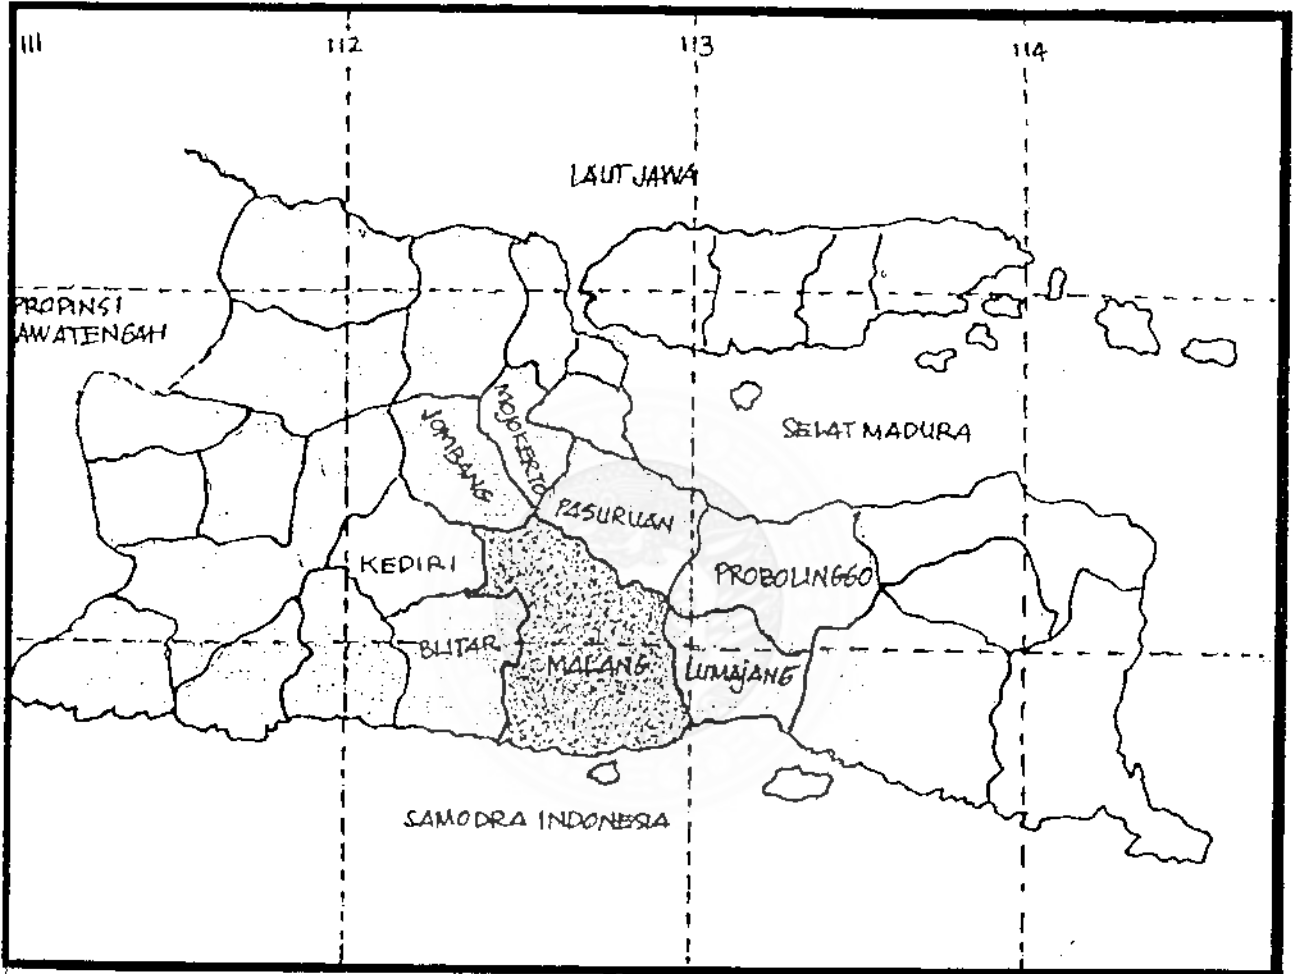 111
112
113
114
LAUT JAWA
PROPINSI
AWATENGAH
SELAT MADURA
JOMBANG
MOJOKERTO
PASURUAN
KEDIRI
PROBOLINGGO
BLITAR
MALANG
LUMAJANG
SAMODRA INDONESIA